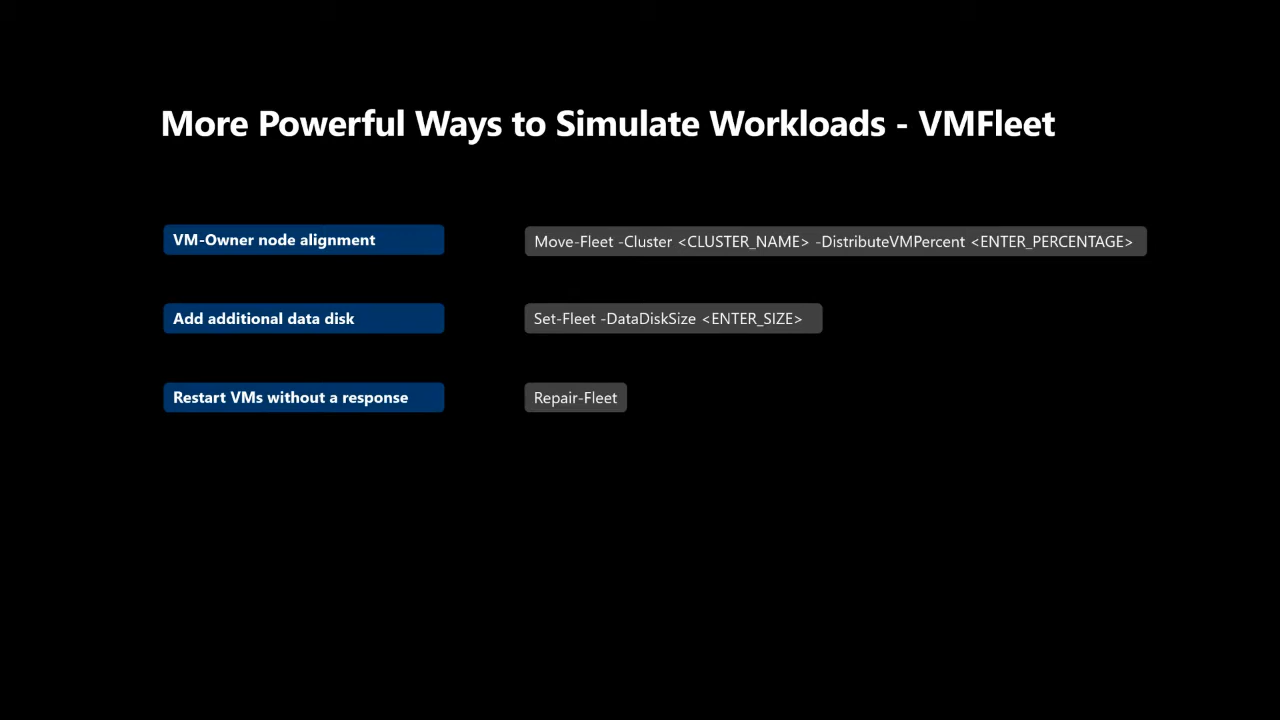 More Powerful Ways to Simulate Workloads - VMFleet
VM-Owner node alignment
Move-Fleet -Cluster <CLUSTER_NAME> -DistributeVMPercent <ENTER_PERCENTAGE>
Add additional data disk
Set-Fleet -DataDiskSize <ENTER_SIZE>
Restart VMs without a response
Repair-Fleet